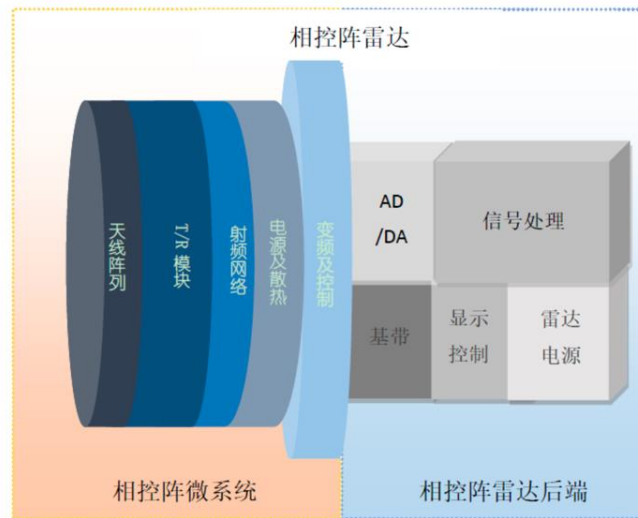 相控阵雷达
天线阵列
T/R 模块
射频网络
电源及散热
变频及控制
AD
/DA
信号处理
基带
显示
控制
雷达
电源
相控阵微系统
相控阵雷达后端